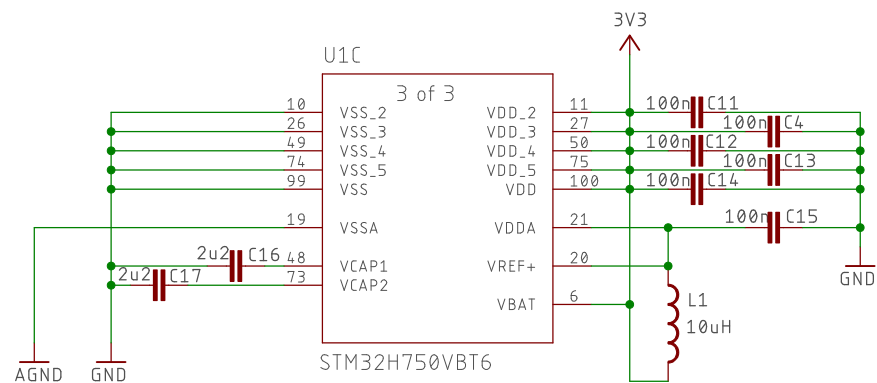 3V3
U1C
3 of 3
10 VSS_2 VDD_2 11 100n C11
26 VSS_3 VDD_3 27 100n C4
49 VSS_4 VDD_4 50 100n C12
74 VSS_5 VDD_5 75 100n C13
99 VSS VDD 100 100n C14
19 VSSA VDDA 21 100n C15
2u2 C16 48 VCAP1 VREF+ 20
2u2 C17 73 VCAP2
VBAT 6 L1
10uH
GND
STM32H750VBT6
AGND GND